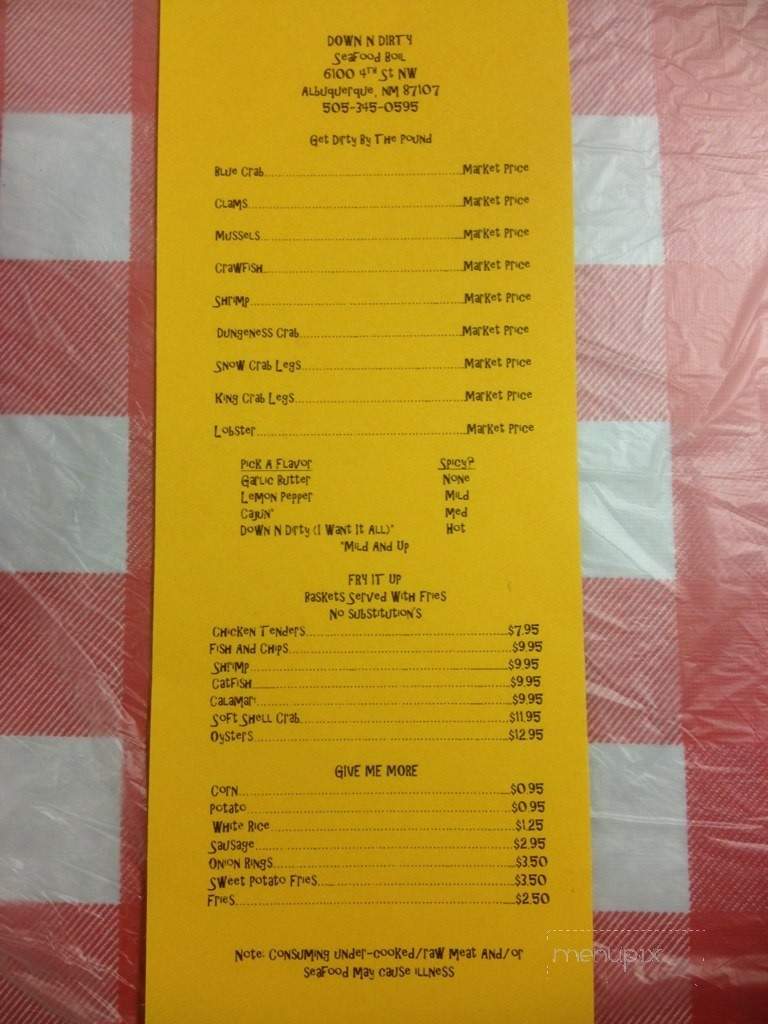 DOWN N DIRTY
Seafood Boil
6100 4TH St NW
Albuquerque, NM 87107
505-345-0595
Get Dirty By The Pound
Blue Crab Market Price
Clams Market Price
Mussels Market Price
Crawfish Market Price
Shrimp Market Price
Dungeness Crab Market Price
Snow Crab Legs Market Price
King Crab Legs Market Price
Lobster Market Price
Pick A Flavor Spicy?
Garlic Butter None
Lemon Pepper Mild
Cajun* Med
Down N Dirty (I Want It All)* Hot
*Mild And Up
FRY IT UP
Baskets Served With Fries
No Substitution's
Chicken Tenders $7.95
Fish And Chips $9.95
Shrimp $9.95
Catfish $9.95
Calamari $9.95
Soft Shell Crab $11.95
Oysters $12.95
GIVE ME MORE
Corn $0.95
Potato $0.95
White Rice $1.25
Sausage $2.95
Onion Rings $3.50
Sweet Potato Fries $3.50
Fries $2.50
Note: Consuming under-cooked/raw meat and/or
seafood may cause illness
menupix